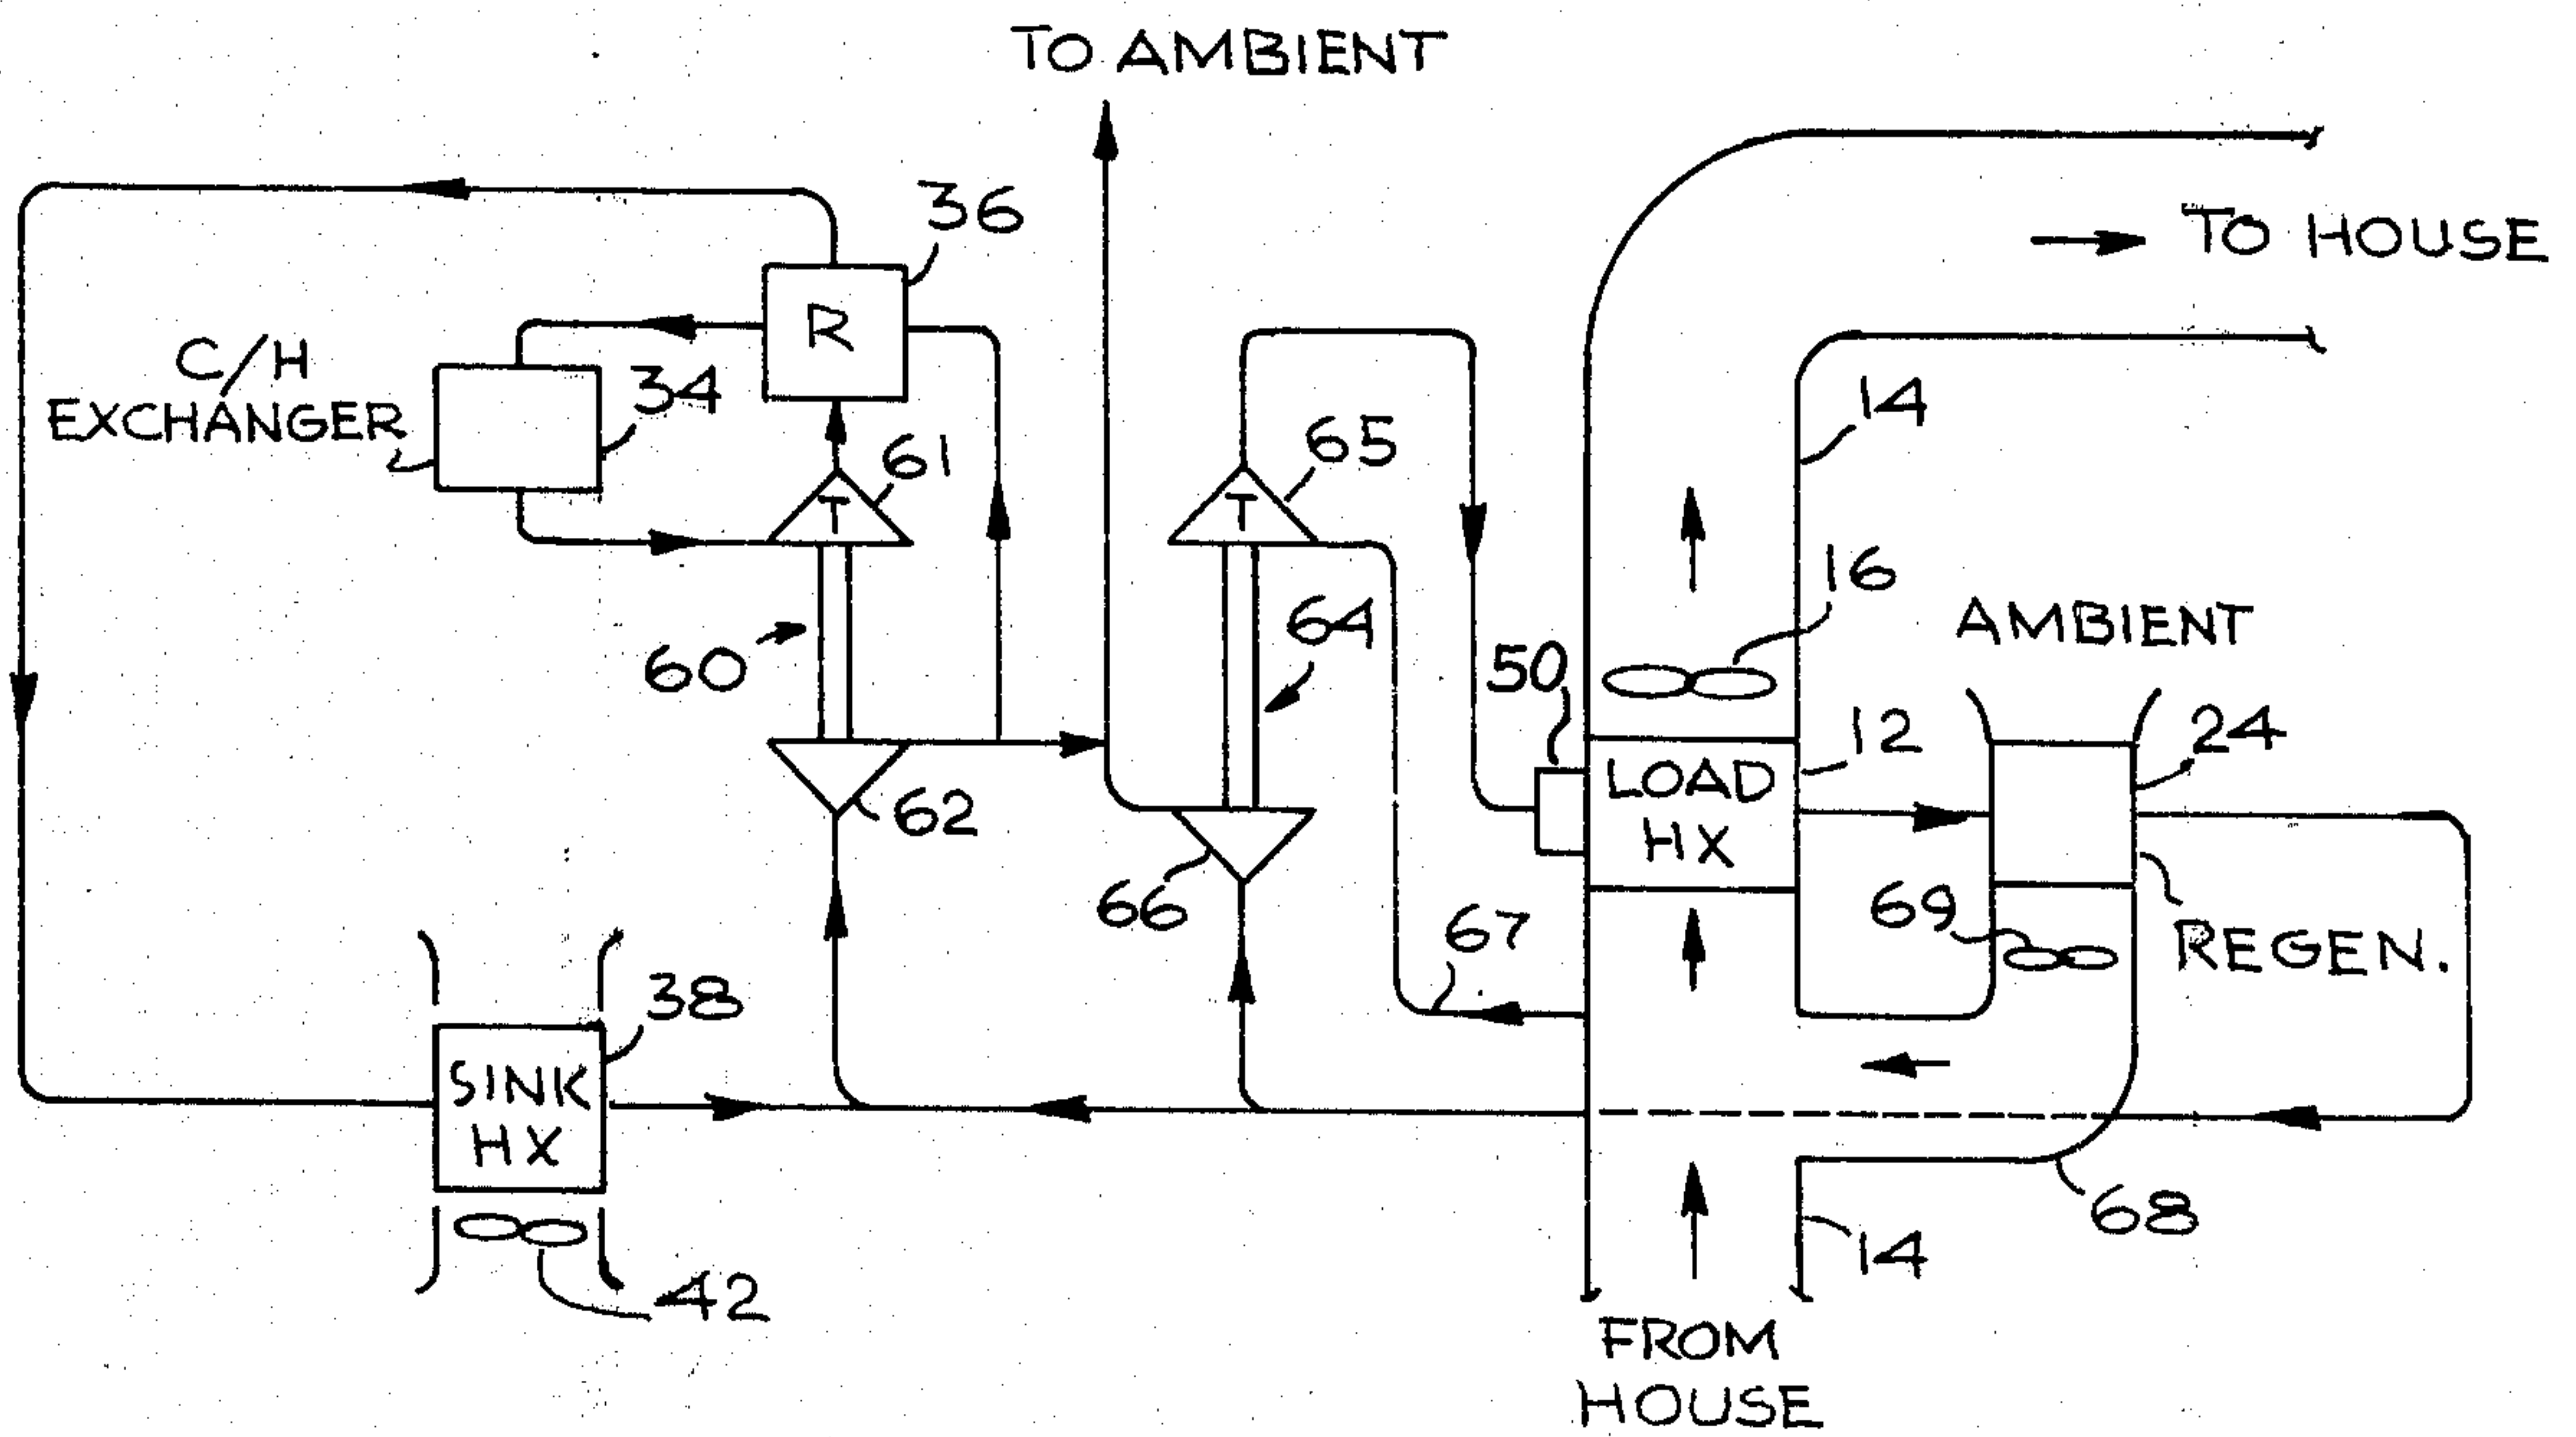 TO AMBIENT
36
TO HOUSE
R
C/H
EXCHANGER
34
14
61
65
T
T
16
AMBIENT
60
64
50
12
24
LOAD
HX
62
66
67
69
REGEN.
38
SINK
HX
68
14
42
FROM
HOUSE